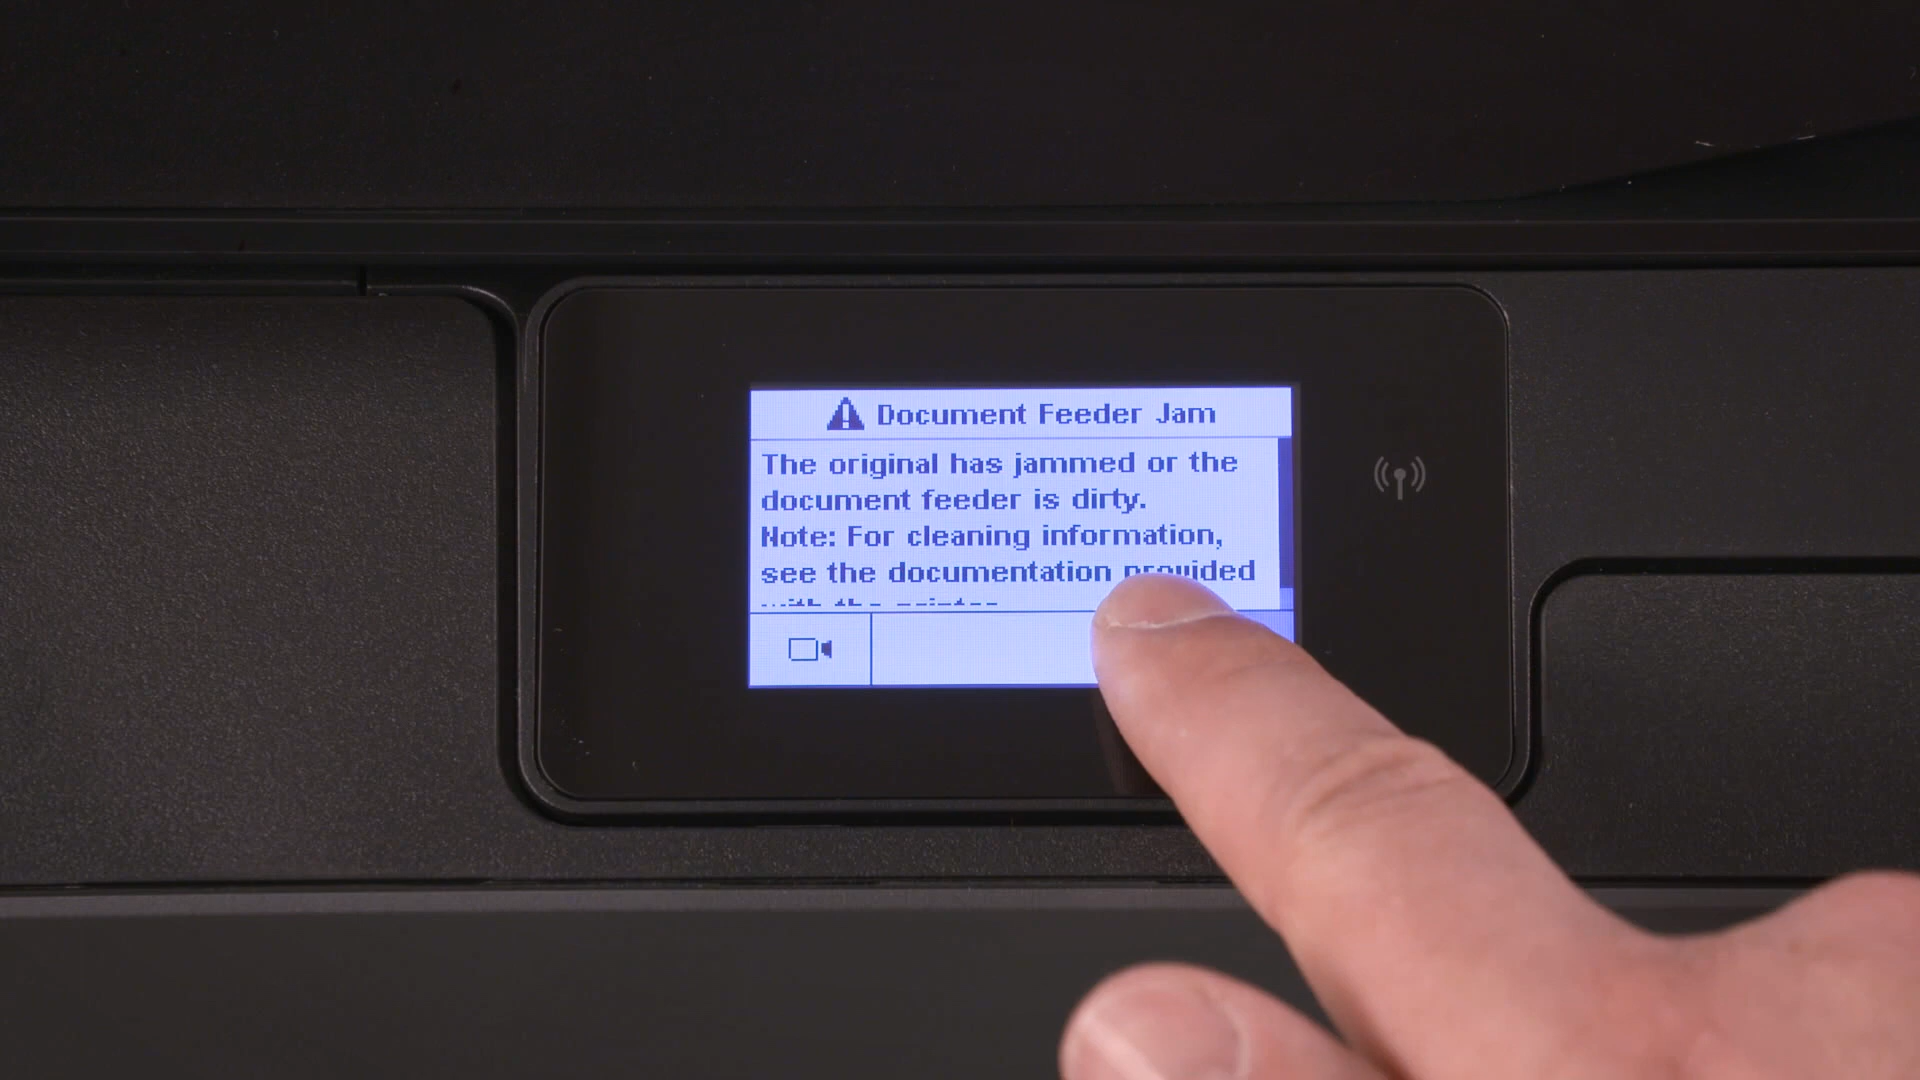 Document Feeder Jam
The original has jammed or the
document feeder is dirty.
Note: For cleaning information,
see the documentation provided